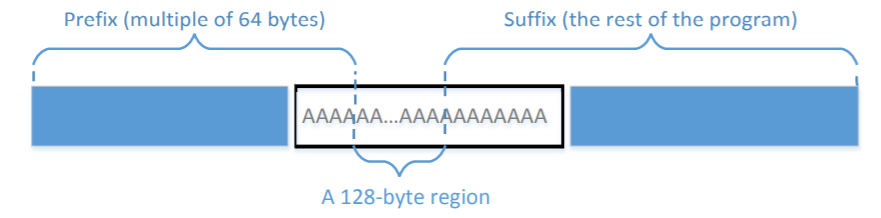 Prefix (multiple of 64 bytes) Suffix (the rest of the program)
AAAAAA...AAAAAAAAAAA
A 128-byte region